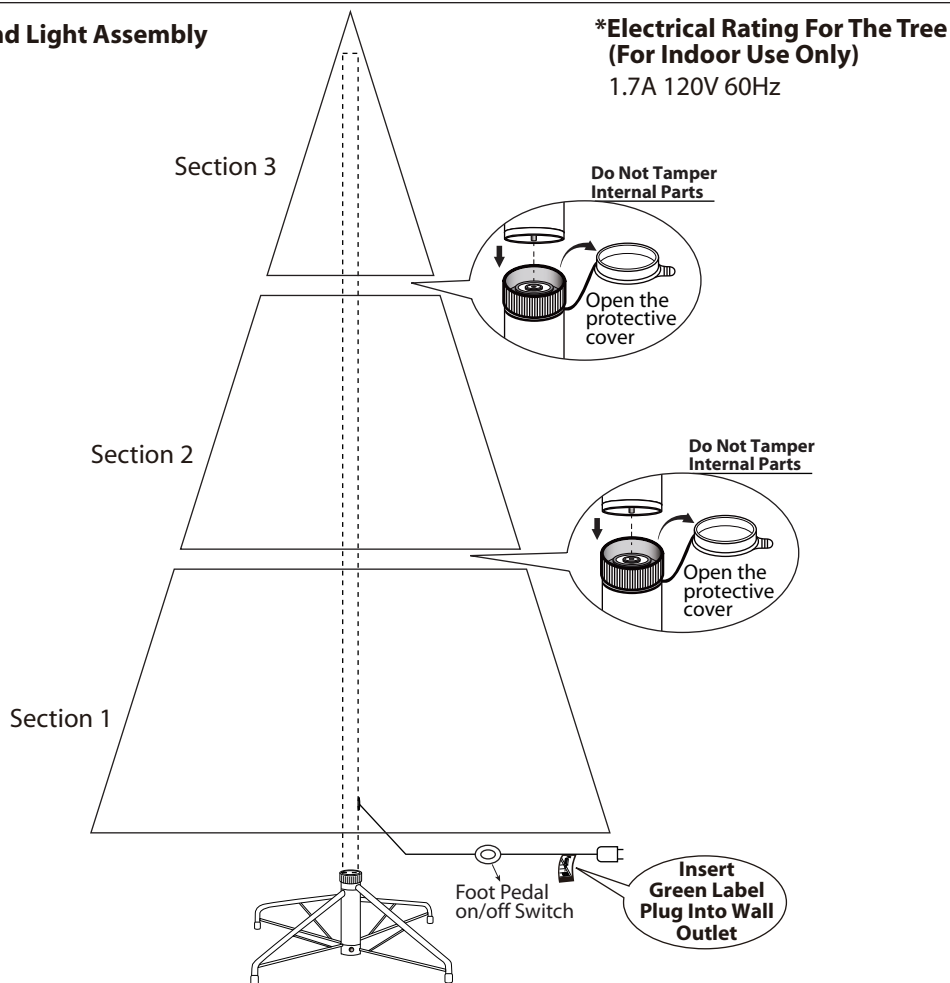 Light Assembly
*Electrical Rating For The Tree
(For Indoor Use Only)
1.7A 120V 60Hz
Section 3
Do Not Tamper
Internal Parts
Open the
protective
cover
Section 2
Do Not Tamper
Internal Parts
Open the
protective
cover
Section 1
Foot Pedal
on/off Switch
Insert
Green Label
Plug Into Wall
Outlet